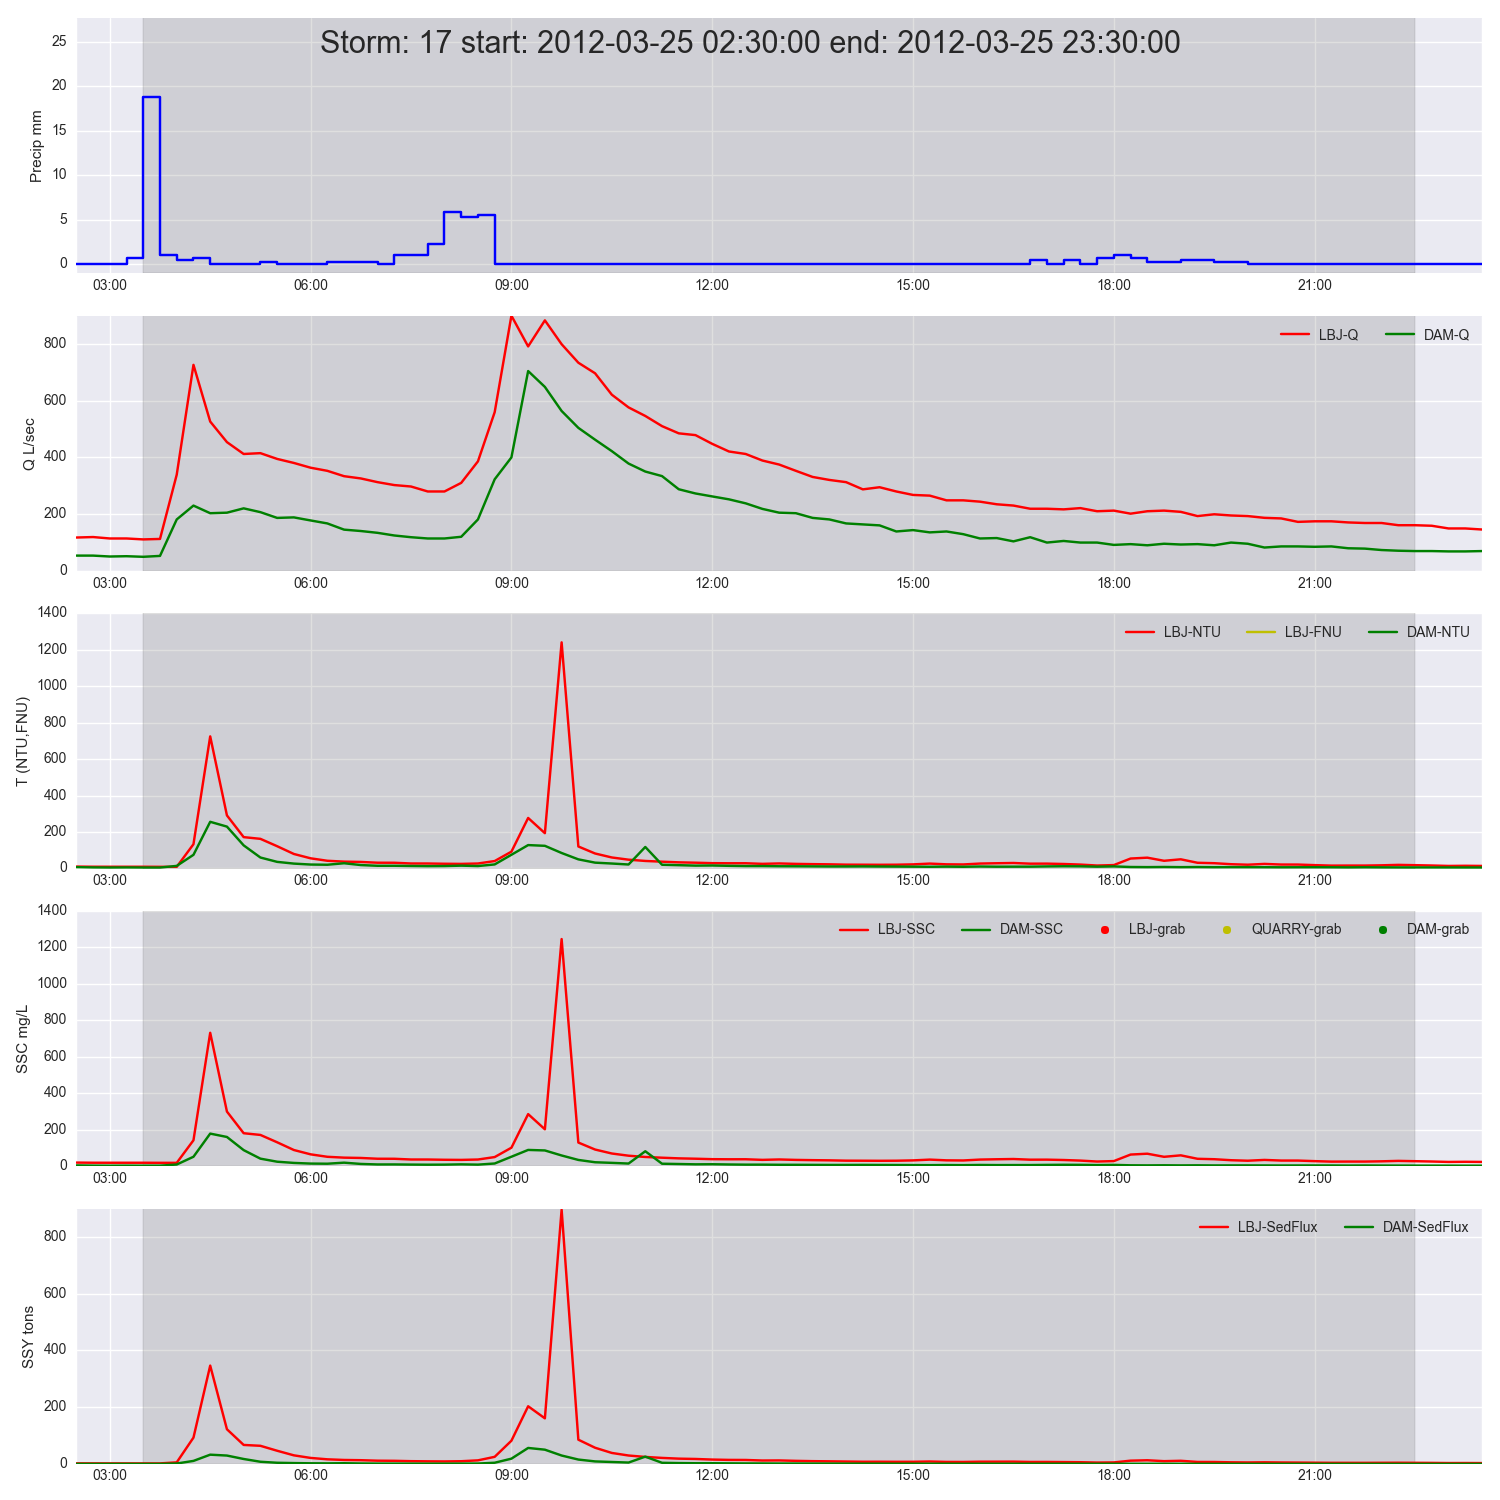 Storm: 17 start: 2012-03-25 02:30:00 end: 2012-03-25 23:30:00
Precip mm
25
20
15
10
5
0
03:00 06:00 09:00 12:00 15:00 18:00 21:00
LBJ-Q DAM-Q
Q L/sec
800
600
400
200
0
03:00 06:00 09:00 12:00 15:00 18:00 21:00
LBJ-NTU LBJ-FNU DAM-NTU
T (NTU,FNU)
1400
1200
1000
800
600
400
200
0
03:00 06:00 09:00 12:00 15:00 18:00 21:00
LBJ-SSC DAM-SSC LBJ-grab QUARRY-grab DAM-grab
SSC mg/L
1400
1200
1000
800
600
400
200
0
03:00 06:00 09:00 12:00 15:00 18:00 21:00
LBJ-SedFlux DAM-SedFlux
SSY tons
800
600
400
200
0
03:00 06:00 09:00 12:00 15:00 18:00 21:00